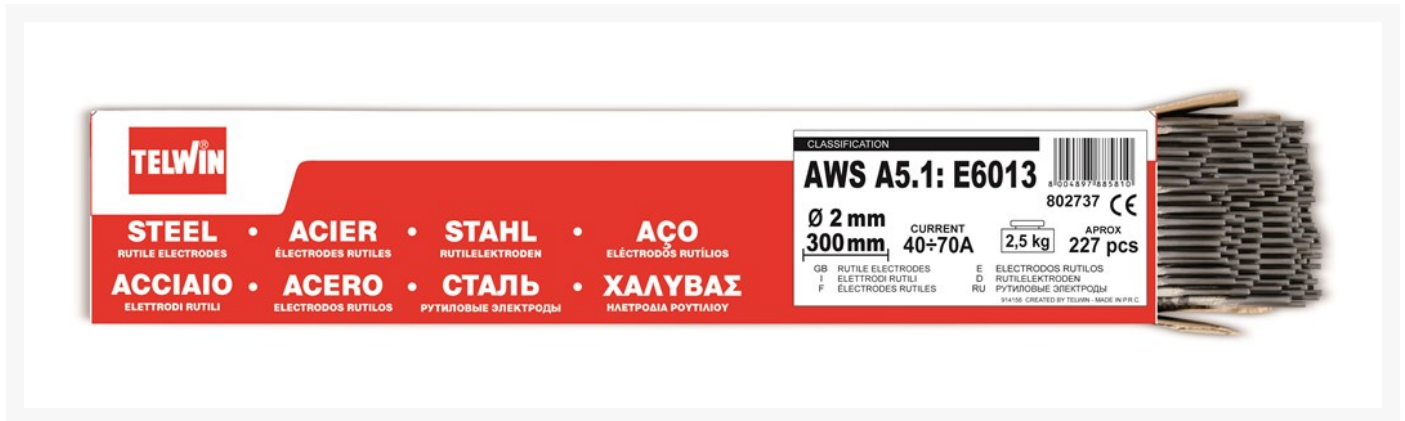 TELWIN®
STEEL • ACIER • STAHL • AÇO
RUTILE ELECTRODES ÉLECTRODES RUTILES RUTILELEKTRODEN ELÉCTRODOS RUTÍLIOS
ACCIAIO • ACERO • СТАЛЬ • ΧΑΛΥΒΑΣ
ELETTRODI RUTILI ELECTRODOS RUTILOS РУТИЛОВЫЕ ЭЛЕКТРОДЫ ΗΛΕΤΡΟΔΙΑ ΡΟΥΤΙΛΙΟΥ
CLASSIFICATION
AWS A5.1: E6013
8 004897 885810
802737 CE
Ø 2 mm
300 mm
CURRENT
40÷70A
2,5 kg
APROX
227 pcs
GB RUTILE ELECTRODES
I ELETTRODI RUTILI
F ÉLECTRODES RUTILES
E ELECTRODOS RUTILOS
D RUTILELEKTRODEN
RU РУТИЛОВЫЕ ЭЛЕКТРОДЫ
CREATED BY TELWIN - MADE IN P.R.C.